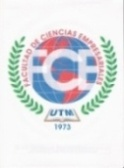 FACULTAD DE CIENCIAS EMPRESARIALES
FCE
UTM
1973